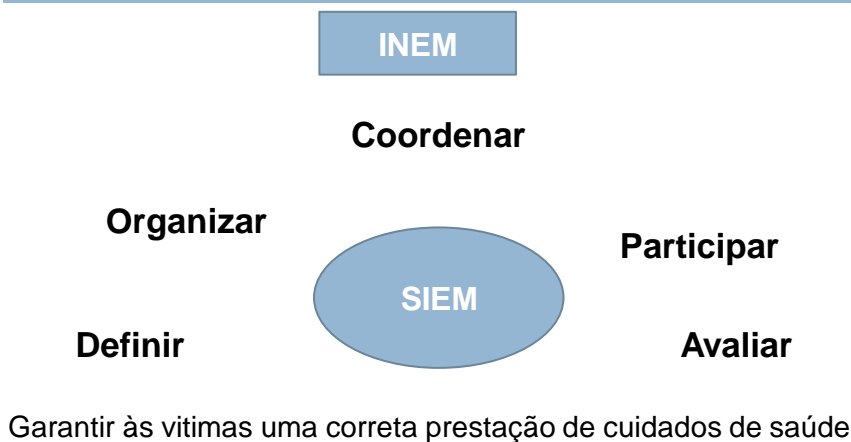 INEM
Coordenar
Organizar
Participar
SIEM
Definir
Avaliar
Garantir às vitimas uma correta prestação de cuidados de saúde